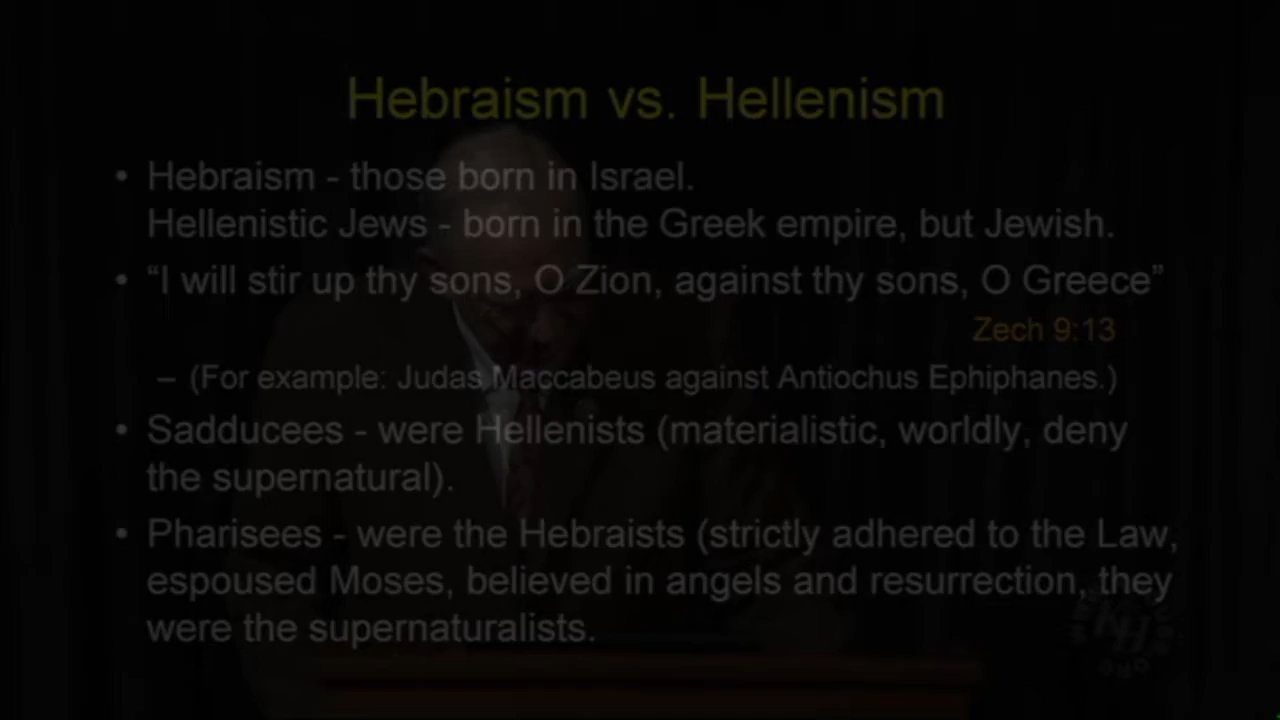 Hebraism vs. Hellenism
• Hebraism - those born in Israel.
Hellenistic Jews - born in the Greek empire, but Jewish.
• “I will stir up thy sons, O Zion, against thy sons, O Greece”
Zech 9:13
– (For example: Judas Maccabeus against Antiochus Ephiphanes.)
• Sadducees - were Hellenists (materialistic, worldly, deny
the supernatural).
• Pharisees - were the Hebraists (strictly adhered to the Law,
espoused Moses, believed in angels and resurrection, they
were the supernaturalists.